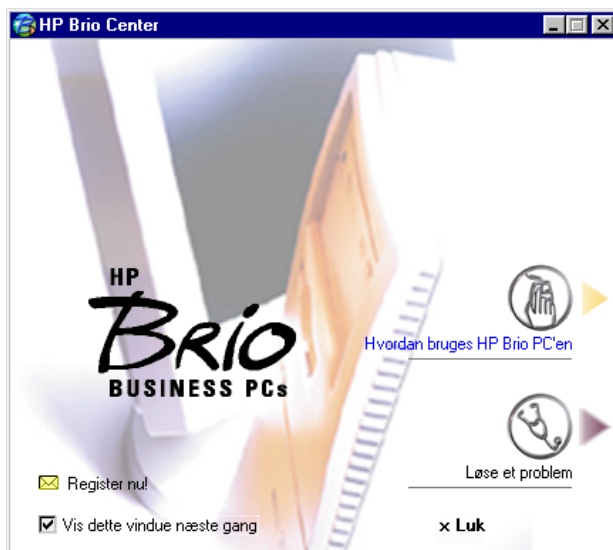 HP Brio Center
HP
BRIO
BUSINESS PCs
Hvordan bruges HP Brio PC'en
Løse et problem
Register nu!
Vis dette vindue næste gang
x Luk